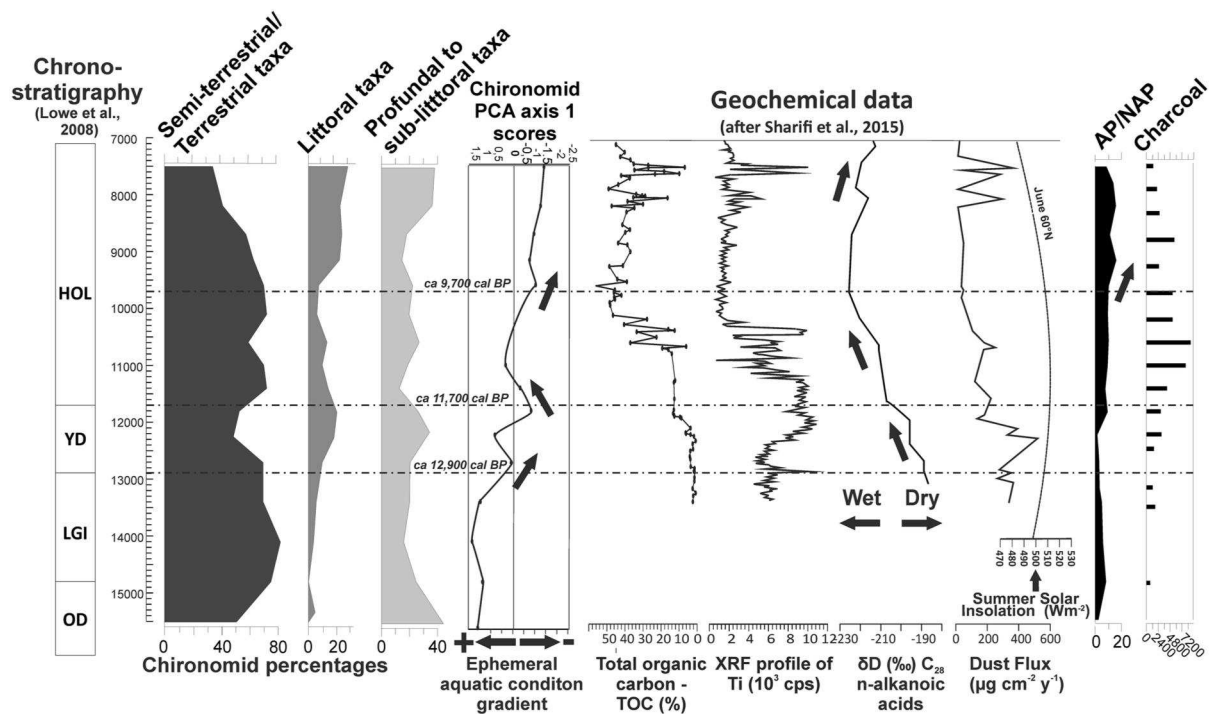 Chrono-
stratigraphy
(Lowe et al.,
2008)
Semi-terrestrial/
Terrestrial taxa
Littoral taxa
Profundal to
sub-litttoral taxa
Chironomid
PCA axis 1
scores
Geochemical data
(after Sharifi et al., 2015)
AP/NAP
Charcoal
1,5 0,5 0 -0,5 -1,5 -2,5
7000
8000
9000
10000
11000
12000
13000
14000
15000
HOL
YD
LGI
OD
ca 9,700 cal BP
ca 11,700 cal BP
ca 12,900 cal BP
June 60°N
Wet Dry
470 480 490 500 510 520 530
Summer Solar
Insolation (Wm-2)
0 20 40 60 80
0 20
0 20 40
+ -
50 40 30 20 10 0
0 2 4 6 8 10 12
-230 -210 -190
0 200 400 600
0 20
0 2400 4800 7200
Chironomid percentages
Ephemeral
aquatic conditon
gradient
Total organic
carbon -
TOC (%)
XRF profile of
Ti (10³ cps)
δD (‰) C28
n-alkanoic
acids
Dust Flux
(µg cm-2 y-1)